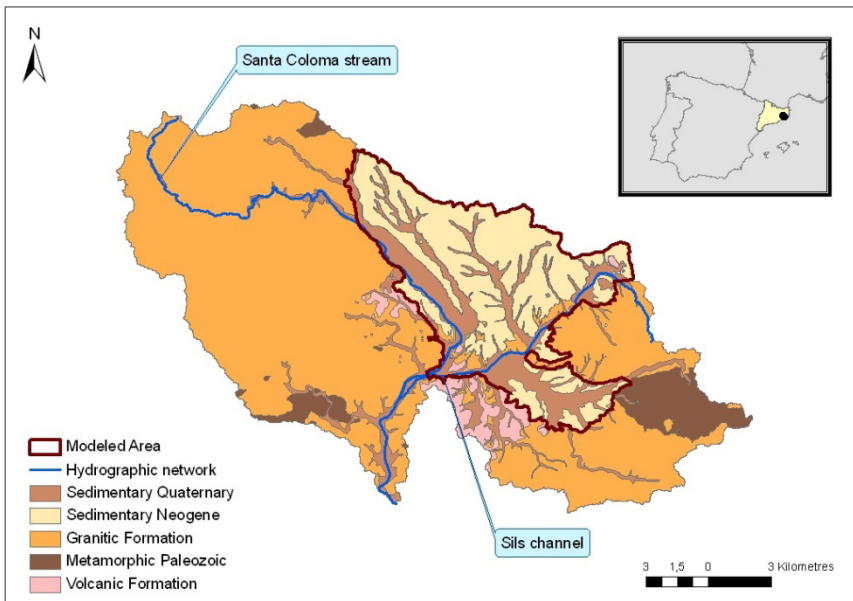 N
Santa Coloma stream
Modeled Area
Hydrographic network
Sedimentary Quaternary
Sedimentary Neogene
Granitic Formation
Metamorphic Paleozoic
Volcanic Formation
Sils channel
3 1,5 0 3 Kilometres